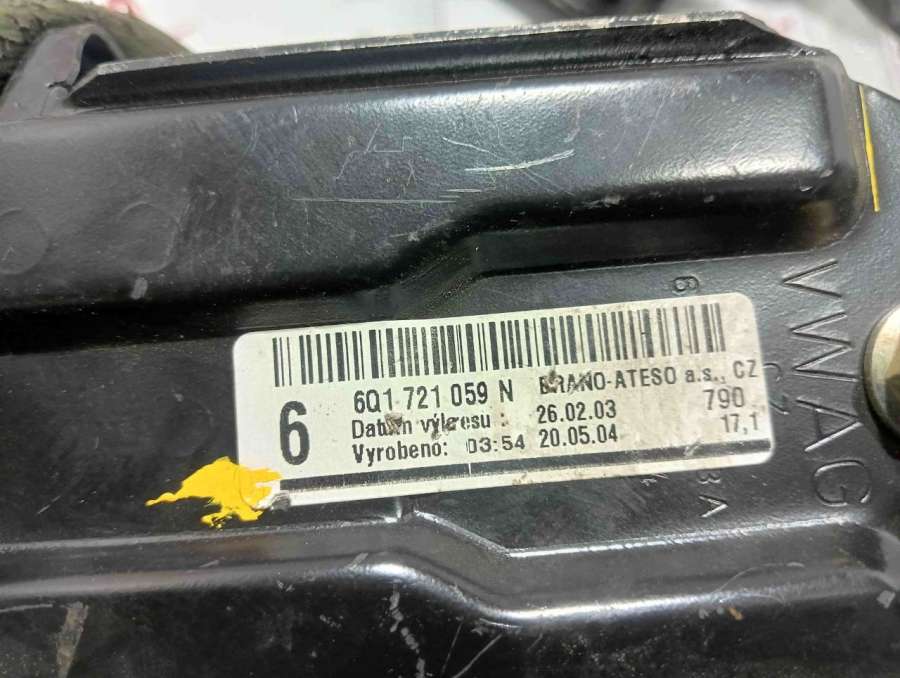 6
6Q1 721 059 N BRANO-ATESO a.s., CZ
Datum výkresu : 26.02.03 790
Vyrobeno: 03:54 20.05.04 17,1
VWAG